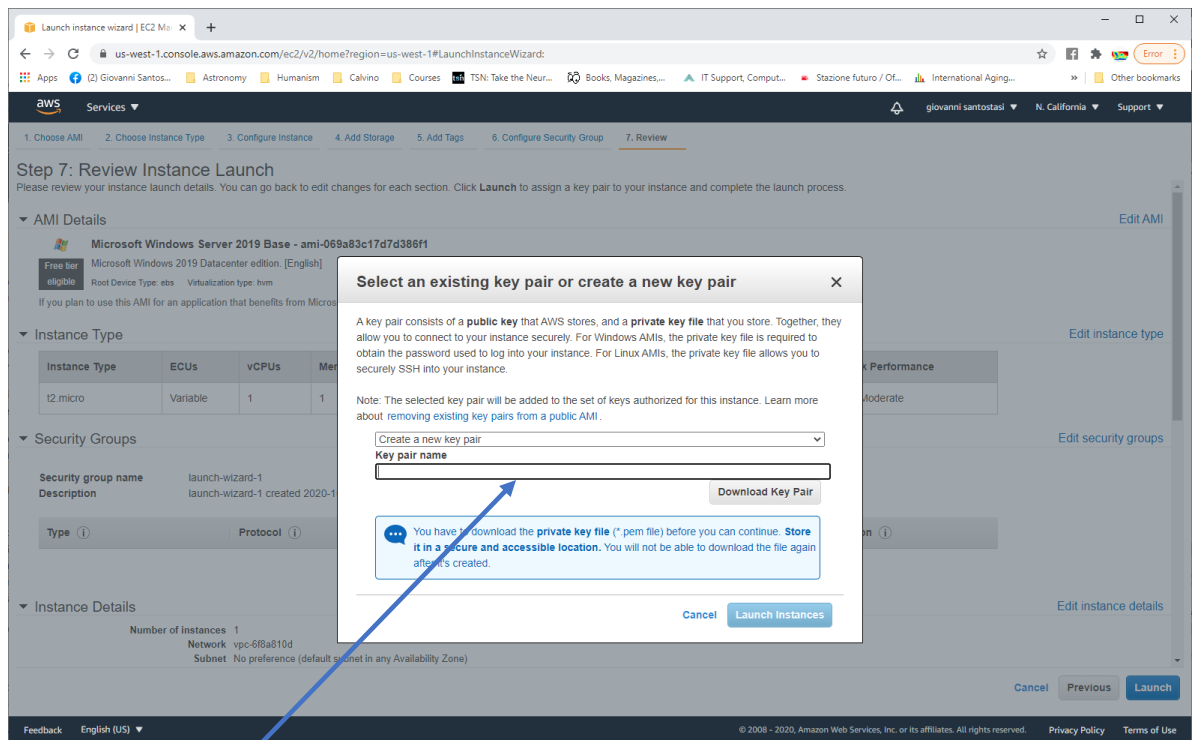 Launch instance wizard | EC2 Ma
us-west-1.console.aws.amazon.com/ec2/v2/home?region=us-west-1#LaunchInstanceWizard:
Error
Apps (2) Giovanni Santos... Astronomy Humanism Calvino Courses tsn TSN: Take the Neur... Books, Magazines,... IT Support, Comput... Stazione futuro / Of... International Aging... » Other bookmarks
aws Services giovanni santostasi N. California Support
1. Choose AMI 2. Choose Instance Type 3. Configure Instance 4. Add Storage 5. Add Tags 6. Configure Security Group 7. Review
Step 7: Review Instance Launch
Please review your instance launch details. You can go back to edit changes for each section. Click Launch to assign a key pair to your instance and complete the launch process.
AMI Details Edit AMI
Microsoft Windows Server 2019 Base - ami-069a83c17d7d386f1
Free tier eligible
Microsoft Windows 2019 Datacenter edition. [English]
Root Device Type: ebs Virtualization type: hvm
If you plan to use this AMI for an application that benefits from Micros
Instance Type Edit instance type
Instance Type ECUs vCPUs Mer k Performance
t2.micro Variable 1 1 Moderate
Security Groups Edit security groups
Security group name launch-wizard-1
Description launch-wizard-1 created 2020-1
Type Protocol on
Instance Details Edit instance details
Number of instances 1
Network vpc-6f8a810d
Subnet No preference (default subnet in any Availability Zone)
Select an existing key pair or create a new key pair
A key pair consists of a public key that AWS stores, and a private key file that you store. Together, they
allow you to connect to your instance securely. For Windows AMIs, the private key file is required to
obtain the password used to log into your instance. For Linux AMIs, the private key file allows you to
securely SSH into your instance.
Note: The selected key pair will be added to the set of keys authorized for this instance. Learn more
about removing existing key pairs from a public AMI .
Create a new key pair
Key pair name
Download Key Pair
You have to download the private key file (*.pem file) before you can continue. Store
it in a secure and accessible location. You will not be able to download the file again
after it's created.
Cancel Launch Instances
Cancel Previous Launch
Feedback English (US) © 2008 - 2020, Amazon Web Services, Inc. or its affiliates. All rights reserved. Privacy Policy Terms of Use